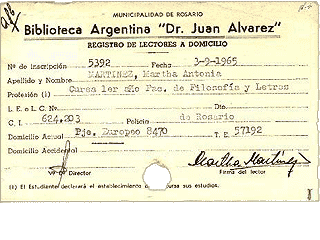 MUNICIPALIDAD DE ROSARIO
Biblioteca Argentina "Dr. Juan Alvarez"
REGISTRO DE LECTORES A DOMICILIO
Nº de inscripción 5392 Fecha 3-9-1965
Apellido y Nombre MARTINEZ, Martha Antonia
Profesión (1) Cursa 1er año Fac. de Filosofía y Letras
L. E. o L. C. Nº. Dto.
C. I. 624.203 Policía de Rosario
Domicilio Actual Pje. Europeo 8470 T. E. 57192
Domicilio Accidental
Martha Martínez
Director Firma del lector
(1) El Estudiante declarará el establecimiento donde cursa sus estudios.